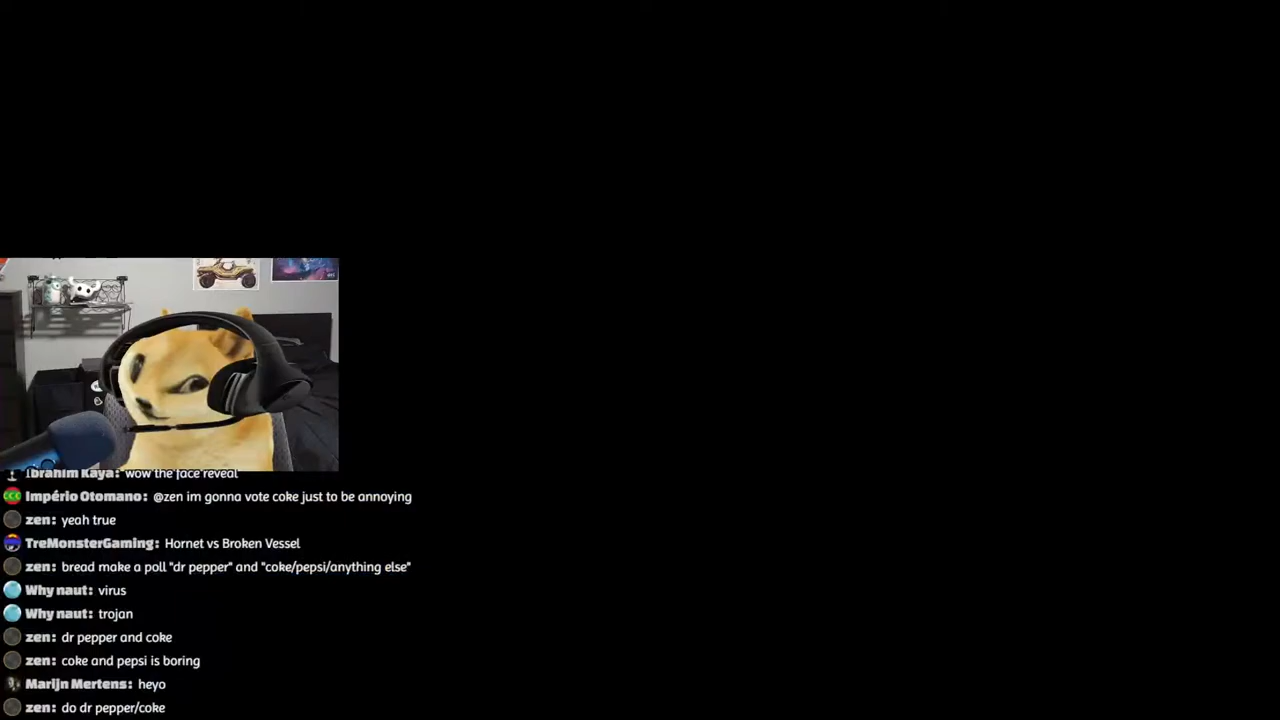 Ibrahim Kaya: wow the face reveal
Império Otomano: @zen im gonna vote coke just to be annoying
zen: yeah true
TreMonsterGaming: Hornet vs Broken Vessel
zen: bread make a poll "dr pepper" and "coke/pepsi/anything else"
Why naut: virus
Why naut: trojan
zen: dr pepper and coke
zen: coke and pepsi is boring
Marijn Mertens: heyo
zen: do dr pepper/coke